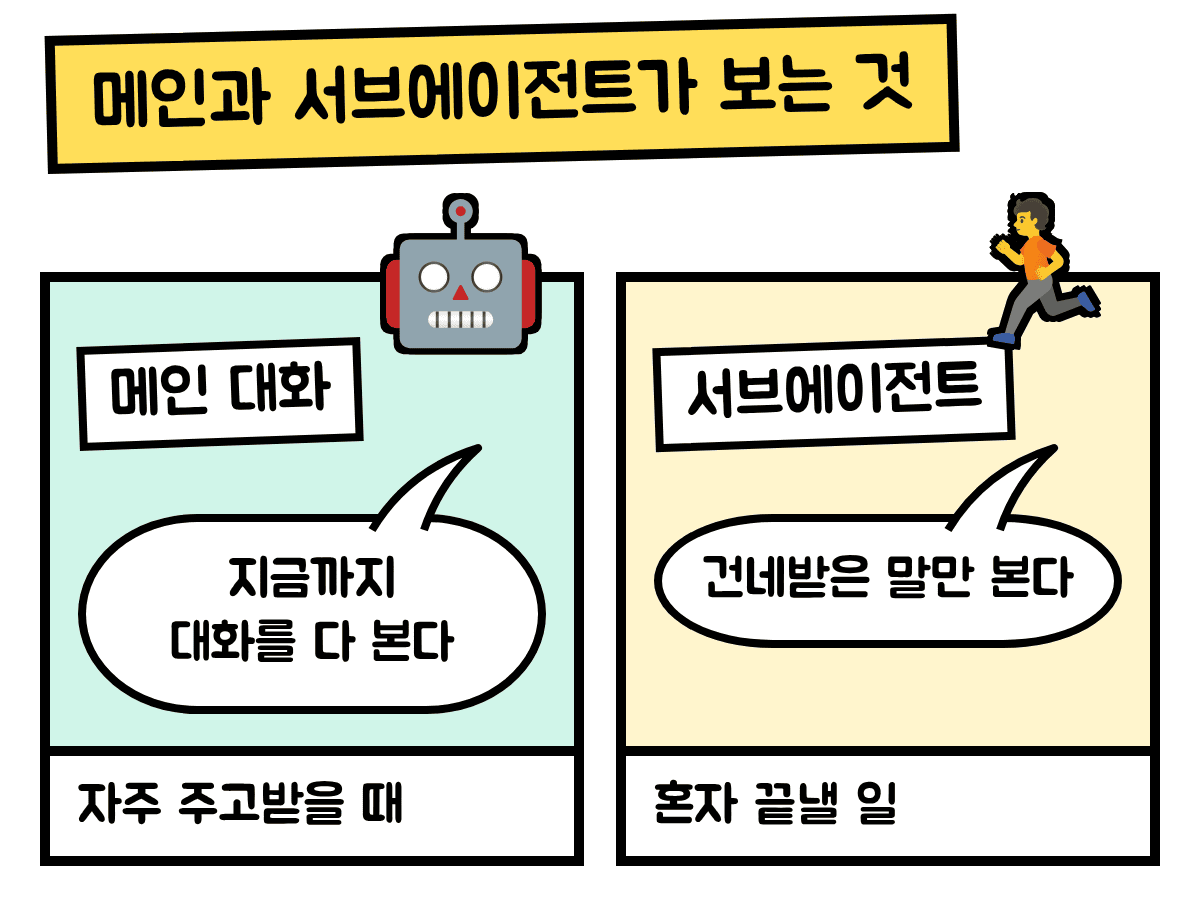 메인과 서브에이전트가 보는 것
메인 대화
지금까지
대화를 다 본다
자주 주고받을 때
서브에이전트
건네받은 말만 본다
혼자 끝낼 일